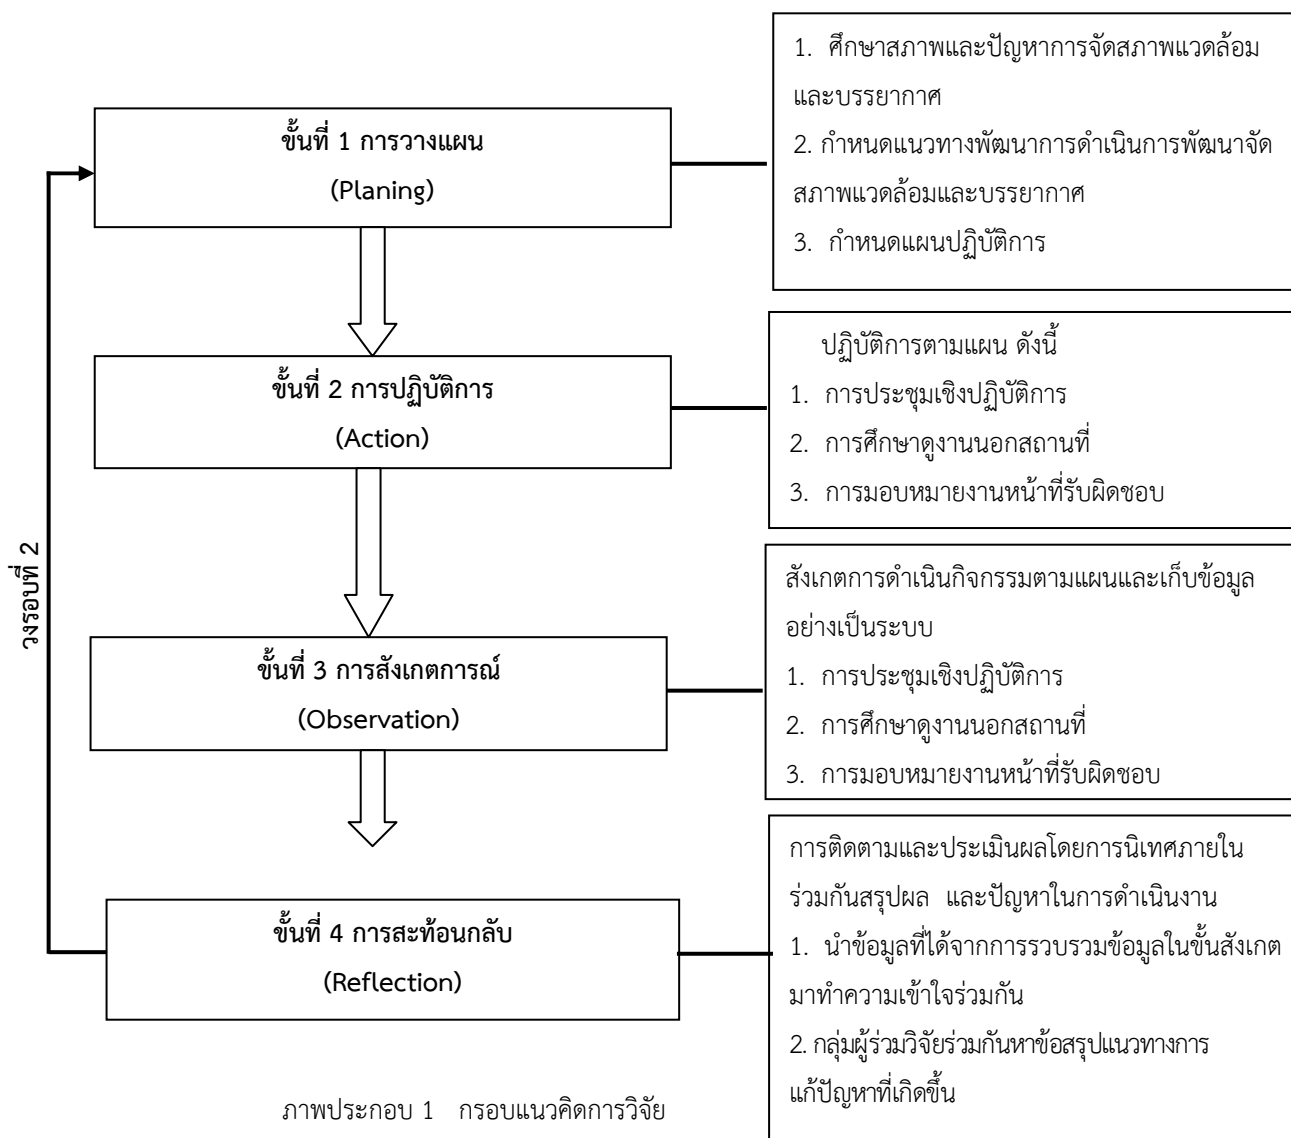 ขั้นที่ 1 การวางแผน
(Planing)
1. ศึกษาสภาพและปัญหาการจัดสภาพแวดล้อม
และบรรยากาศ
2. กำหนดแนวทางพัฒนาการดำเนินการพัฒนาจัด
สภาพแวดล้อมและบรรยากาศ
3. กำหนดแผนปฏิบัติการ
ขั้นที่ 2 การปฏิบัติการ
(Action)
ปฏิบัติการตามแผน ดังนี้
1. การประชุมเชิงปฏิบัติการ
2. การศึกษาดูงานนอกสถานที่
3. การมอบหมายงานหน้าที่รับผิดชอบ
วงรอบที่ 2
ขั้นที่ 3 การสังเกตการณ์
(Observation)
สังเกตการดำเนินกิจกรรมตามแผนและเก็บข้อมูล
อย่างเป็นระบบ
1. การประชุมเชิงปฏิบัติการ
2. การศึกษาดูงานนอกสถานที่
3. การมอบหมายงานหน้าที่รับผิดชอบ
ขั้นที่ 4 การสะท้อนกลับ
(Reflection)
การติดตามและประเมินผลโดยการนิเทศภายใน
ร่วมกันสรุปผล และปัญหาในการดำเนินงาน
1. นำข้อมูลที่ได้จากการรวบรวมข้อมูลในขั้นสังเกต
มาทำความเข้าใจร่วมกัน
2. กลุ่มผู้ร่วมวิจัยร่วมกันหาข้อสรุปแนวทางการ
แก้ปัญหาที่เกิดขึ้น
ภาพประกอบ 1 กรอบแนวคิดการวิจัย